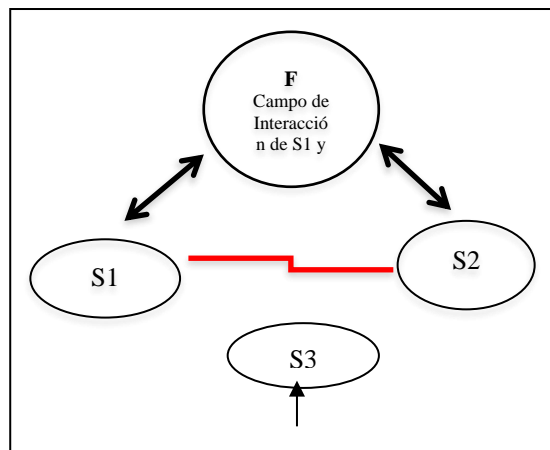 F
Campo de
Interacció
n de S1 y
S1
S2
S3